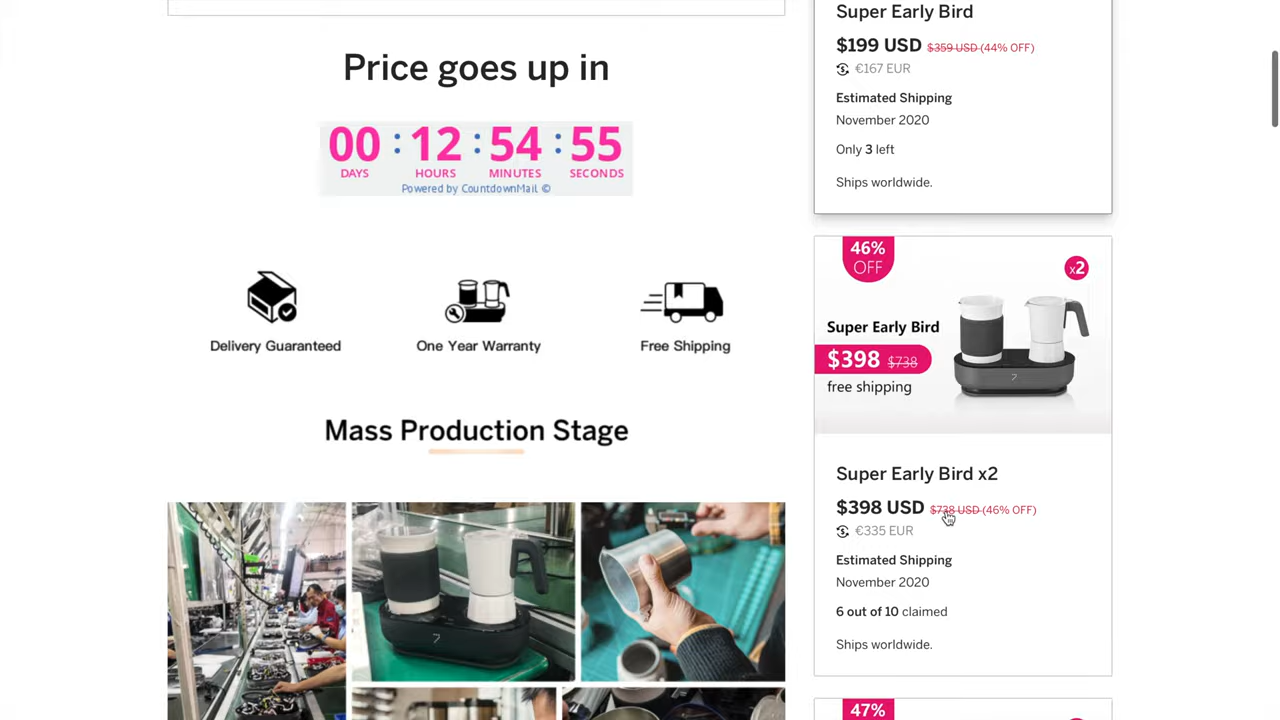 Price goes up in
00 : 12 : 54 : 55
DAYS HOURS MINUTES SECONDS
Powered by CountdownMail ©
Delivery Guaranteed
One Year Warranty
Free Shipping
Mass Production Stage
7
Super Early Bird
$199 USD $359 USD (44% OFF)
€167 EUR
Estimated Shipping
November 2020
Only 3 left
Ships worldwide.
46%
OFF
x2
Super Early Bird
$398 $738
free shipping
7
Super Early Bird x2
$398 USD $738 USD (46% OFF)
€335 EUR
Estimated Shipping
November 2020
6 out of 10 claimed
Ships worldwide.
47%